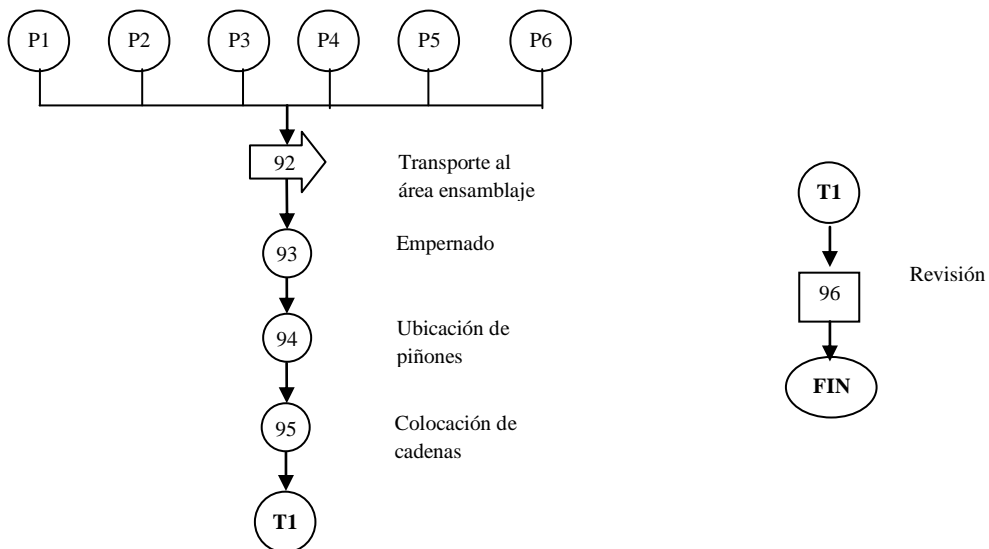 P1 P2 P3 P4 P5 P6
92
Transporte al
área ensamblaje
93
Empernado
94
Ubicación de
piñones
95
Colocación de
cadenas
T1
T1
96
Revisión
FIN